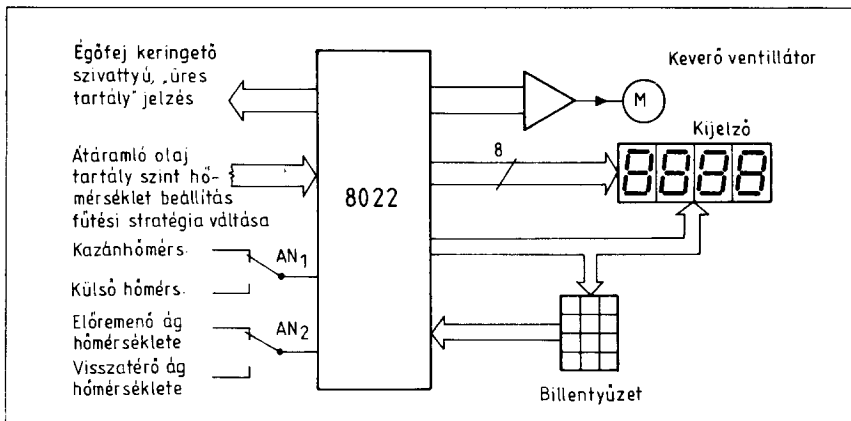 Égőfej keringető
szivattyú, „üres
tartály" jelzés
Átáramló olaj
tartály szint hő-
mérséklet beállítás
fűtési stratégia váltása
Kazánhőmérs.
Külső hőmérs.
Előremenő ág
hőmérséklete
Visszatérő ág
hőmérséklete
AN1
AN2
8022
Keverő ventillátor
M
Kijelző
8
8888
Billentyűzet